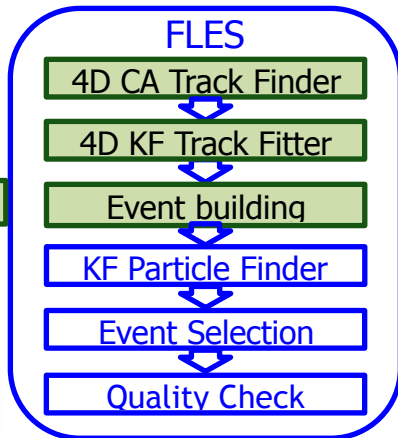 FLES
4D CA Track Finder
4D KF Track Fitter
Event building
KF Particle Finder
Event Selection
Quality Check